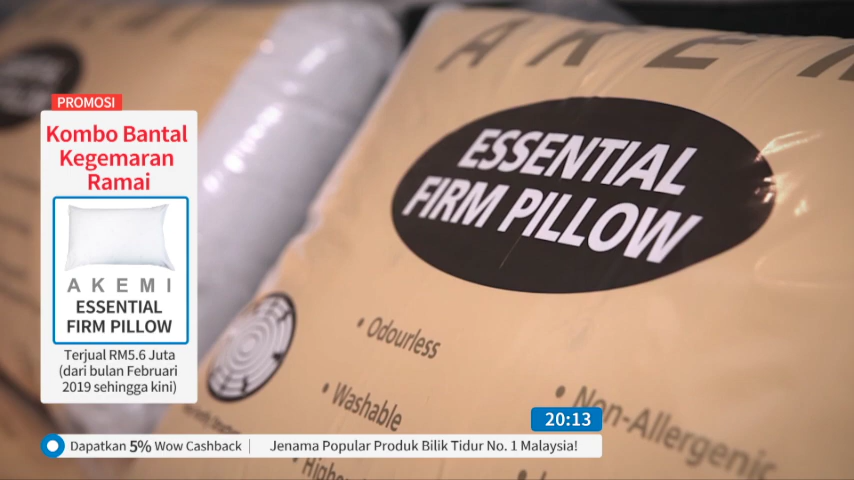 AKE
ESSENTIAL
FIRM PILLOW
• Odourless
• Washable
• Non-Allergenic
PROMOSI
Kombo Bantal
Kegemaran
Ramai
AKEMI
ESSENTIAL
FIRM PILLOW
Terjual RM5.6 Juta
(dari bulan Februari
2019 sehingga kini)
20:13
Dapatkan 5% Wow Cashback | Jenama Popular Produk Bilik Tidur No. 1 Malaysia!